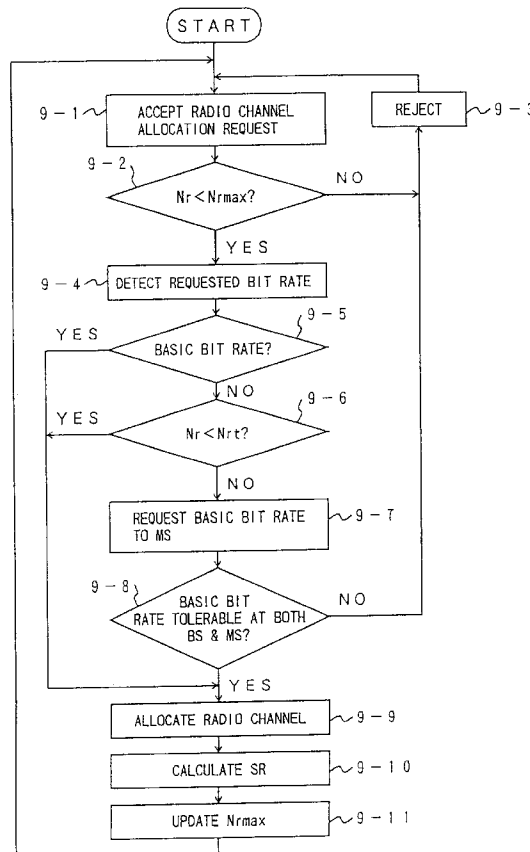 START
9-1
ACCEPT RADIO CHANNEL
ALLOCATION REQUEST
REJECT
9-3
9-2
Nr<Nrmax?
NO
YES
9-4
DETECT REQUESTED BIT RATE
9-5
YES
BASIC BIT RATE?
NO
9-6
YES
Nr<Nrt?
NO
REQUEST BASIC BIT RATE
TO MS
9-7
9-8
BASIC BIT
RATE TOLERABLE AT BOTH
BS & MS?
NO
YES
ALLOCATE RADIO CHANNEL
9-9
CALCULATE SR
9-10
UPDATE Nrmax
9-11